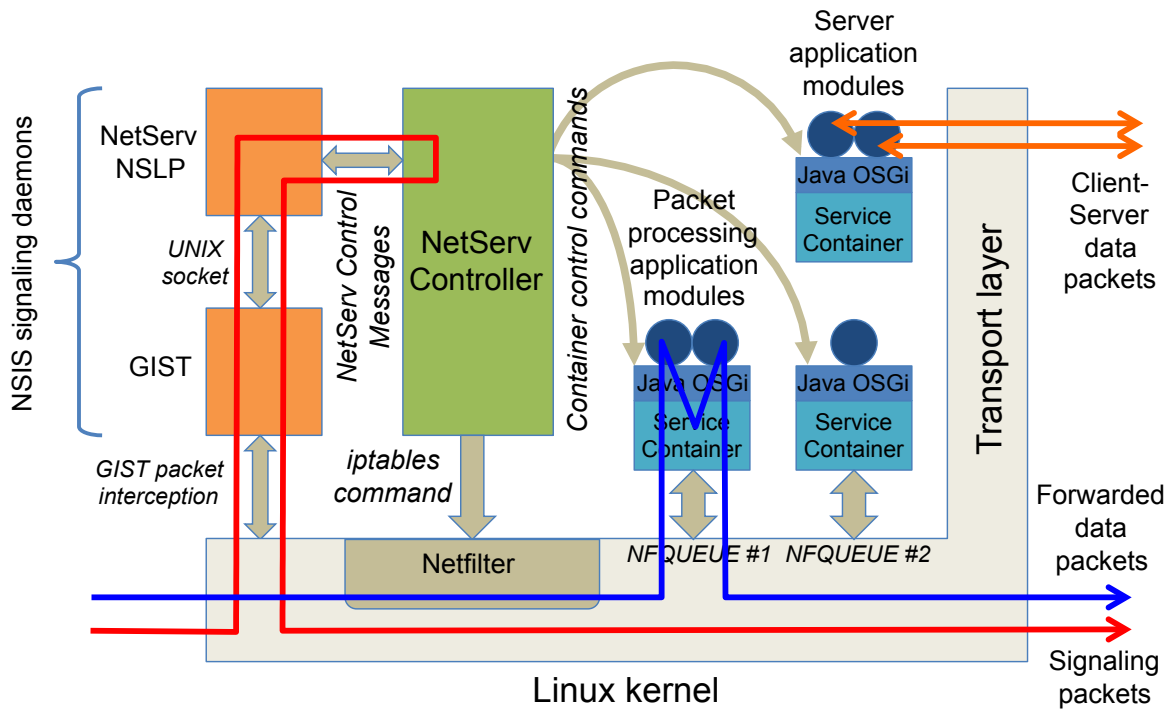 Server
application
modules
NSIS signaling daemons
NetServ
NSLP
UNIX
socket
GIST
GIST packet
interception
NetServ Control
Messages
NetServ
Controller
iptables
command
Container control commands
Packet
processing
application
modules
Java OSGi
Service
Container
Java OSGi
Service
Container
Java OSGi
Service
Container
Transport layer
Client-
Server
data
packets
Netfilter
NFQUEUE #1
NFQUEUE #2
Forwarded
data
packets
Signaling
packets
Linux kernel